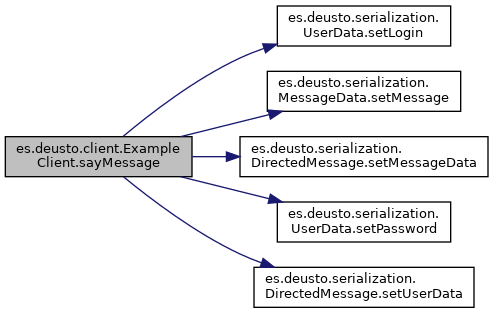 es.deusto.client.Example
Client.sayMessage
es.deusto.serialization.
UserData.setLogin
es.deusto.serialization.
MessageData.setMessage
es.deusto.serialization.
DirectedMessage.setMessageData
es.deusto.serialization.
UserData.setPassword
es.deusto.serialization.
DirectedMessage.setUserData